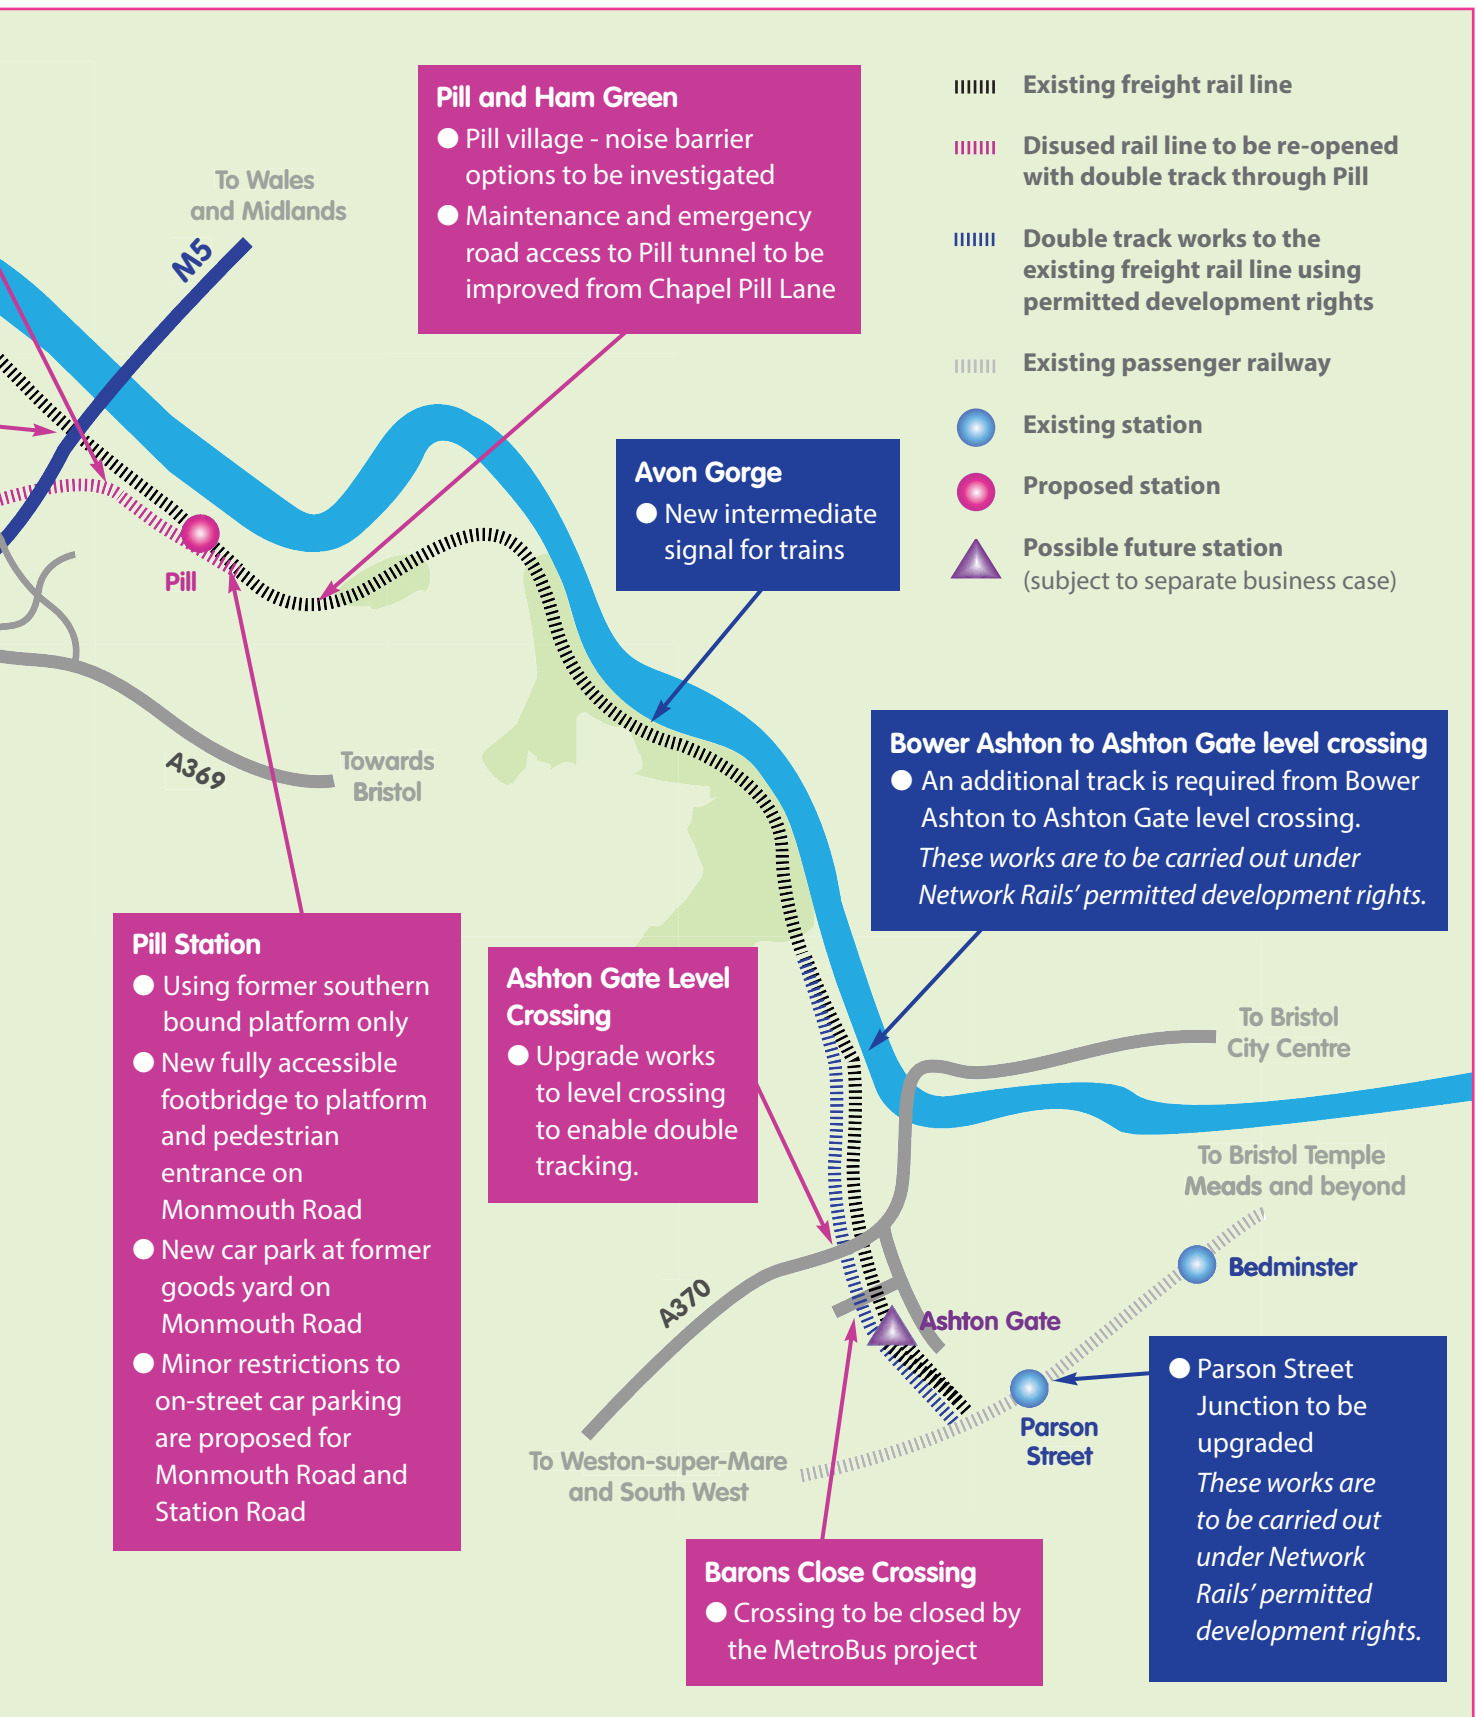 Pill and Ham Green
● Pill village - noise barrier
options to be investigated
● Maintenance and emergency
road access to Pill tunnel to be
improved from Chapel Pill Lane
Existing freight rail line
Disused rail line to be re-opened
with double track through Pill
Double track works to the
existing freight rail line using
permitted development rights
Existing passenger railway
Existing station
Proposed station
Possible future station
(subject to separate business case)
To Wales
and Midlands
M5
Avon Gorge
● New intermediate
signal for trains
Pill
A369
Towards
Bristol
Bower Ashton to Ashton Gate level crossing
● An additional track is required from Bower
Ashton to Ashton Gate level crossing.
These works are to be carried out under
Network Rails’ permitted development rights.
Pill Station
● Using former southern
bound platform only
● New fully accessible
footbridge to platform
and pedestrian
entrance on
Monmouth Road
● New car park at former
goods yard on
Monmouth Road
● Minor restrictions to
on-street car parking
are proposed for
Monmouth Road and
Station Road
Ashton Gate Level
Crossing
● Upgrade works
to level crossing
to enable double
tracking.
To Bristol
City Centre
To Bristol Temple
Meads and beyond
Bedminster
A370
Ashton Gate
Parson
Street
To Weston-super-Mare
and South West
● Parson Street
Junction to be
upgraded
These works are
to be carried out
under Network
Rails’ permitted
development rights.
Barons Close Crossing
● Crossing to be closed by
the MetroBus project